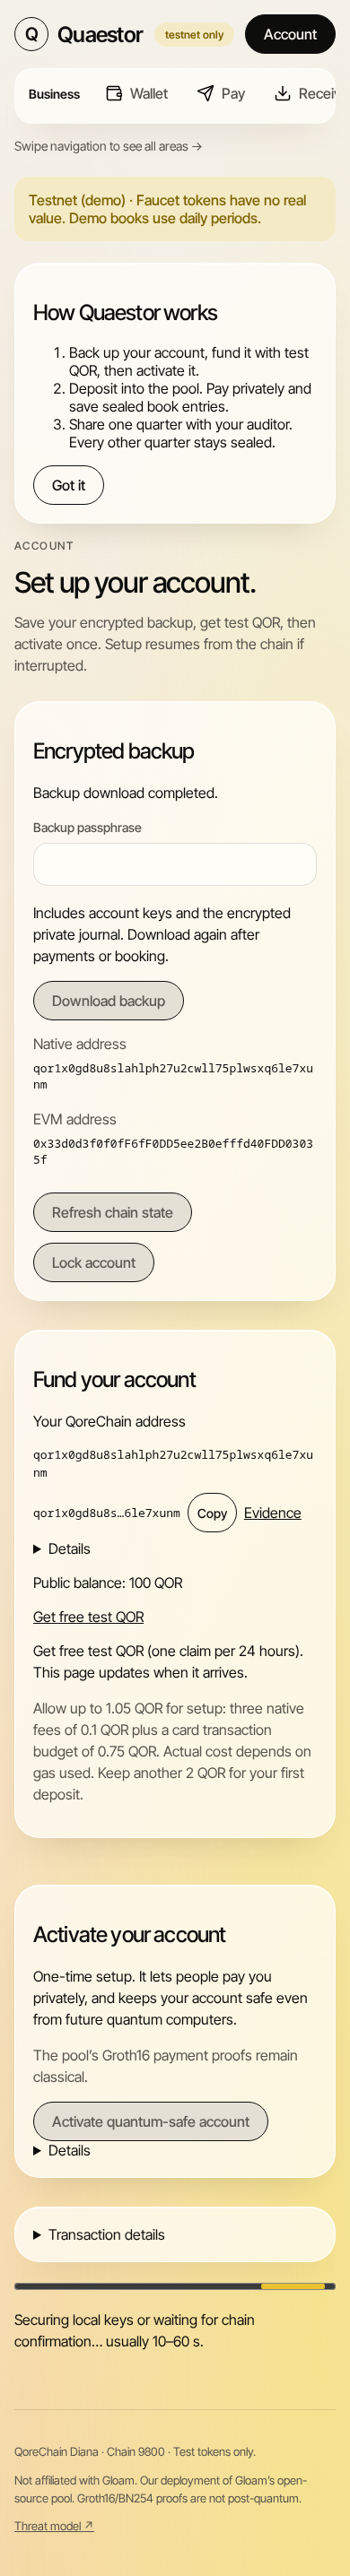 Q Quaestor testnet only Account
Business Wallet Pay Receiv
Swipe navigation to see all areas →
Testnet (demo) · Faucet tokens have no real
value. Demo books use daily periods.
How Quaestor works
1. Back up your account, fund it with test
QOR, then activate it.
2. Deposit into the pool. Pay privately and
save sealed book entries.
3. Share one quarter with your auditor.
Every other quarter stays sealed.
Got it
ACCOUNT
Set up your account.
Save your encrypted backup, get test QOR, then
activate once. Setup resumes from the chain if
interrupted.
Encrypted backup
Backup download completed.
Backup passphrase
Includes account keys and the encrypted
private journal. Download again after
payments or booking.
Download backup
Native address
qor1x0gd8u8slahlph27u2cwll75plwsxq6le7xu
nm
EVM address
0x33d0d3f0f0fF6fF0DD5ee2B0efffd40FDD0303
5f
Refresh chain state
Lock account
Fund your account
Your QoreChain address
qor1x0gd8u8slahlph27u2cwll75plwsxq6le7xu
nm
qor1x0gd8u8s…6le7xunm Copy Evidence
Details
Public balance: 100 QOR
Get free test QOR
Get free test QOR (one claim per 24 hours).
This page updates when it arrives.
Allow up to 1.05 QOR for setup: three native
fees of 0.1 QOR plus a card transaction
budget of 0.75 QOR. Actual cost depends on
gas used. Keep another 2 QOR for your first
deposit.
Activate your account
One-time setup. It lets people pay you
privately, and keeps your account safe even
from future quantum computers.
The pool's Groth16 payment proofs remain
classical.
Activate quantum-safe account
Details
Transaction details
Securing local keys or waiting for chain
confirmation… usually 10–60 s.
QoreChain Diana · Chain 9800 · Test tokens only.
Not affiliated with Gloam. Our deployment of Gloam's open-
source pool. Groth16/BN254 proofs are not post-quantum.
Threat model ↗